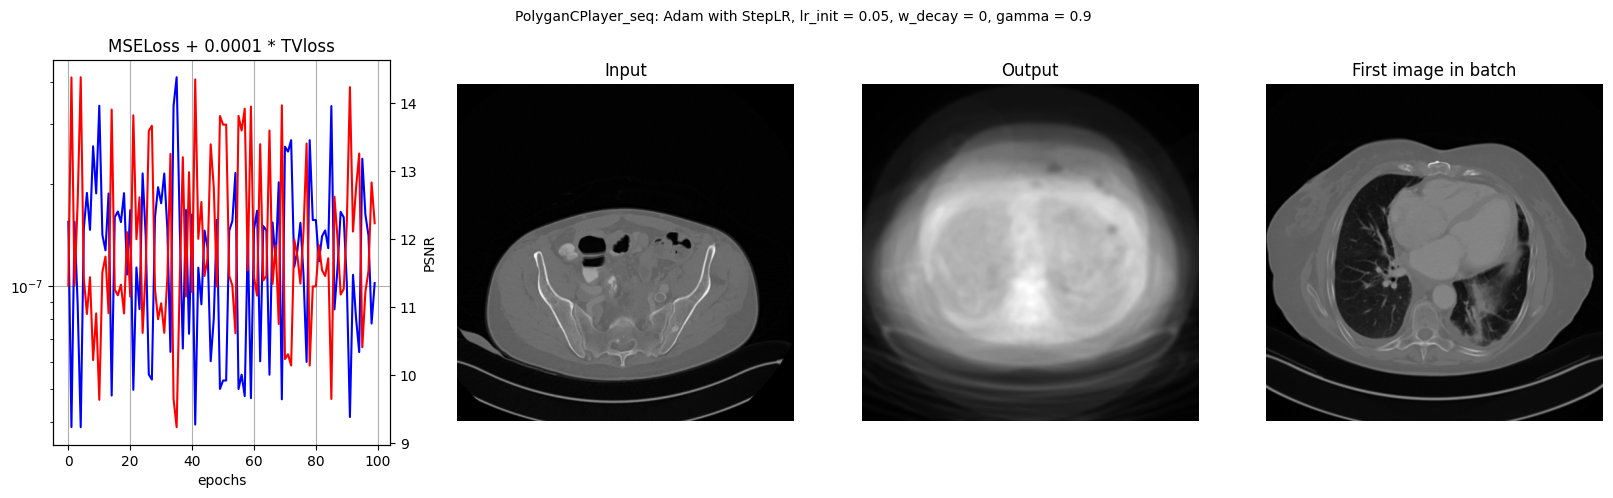 PolyganCPlayer_seq: Adam with StepLR, lr_init = 0.05, w_decay = 0, gamma = 0.9
MSELoss + 0.0001 * TVloss
Input
Output
First image in batch
10⁻⁷
14
13
12
11
10
9
PSNR
0
20
40
60
80
100
epochs